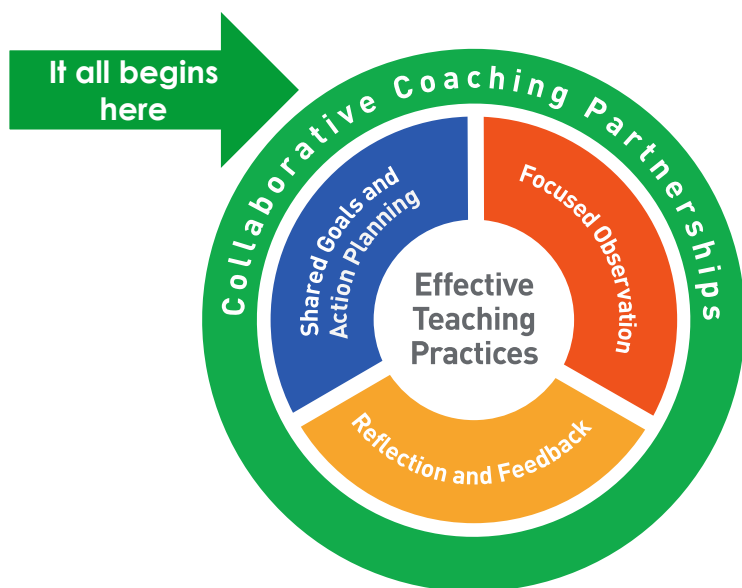 It all begins
here
Collaborative Coaching Partnerships
Shared Goals and
Action Planning
Focused Observation
Effective
Teaching
Practices
Reflection and Feedback